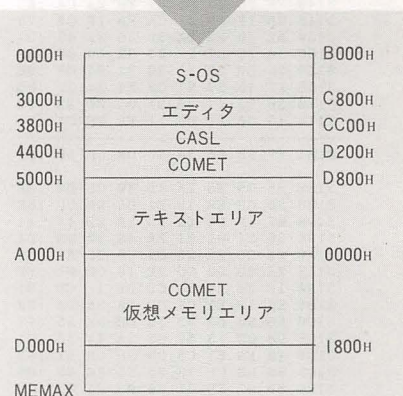 0000H B000H
S-OS
3000H C800H
エディタ
3800H CC00H
CASL
4400H D200H
COMET
5000H D800H
テキストエリア
A000H 0000H
COMET
仮想メモリエリア
D000H 1800H
MEMAX